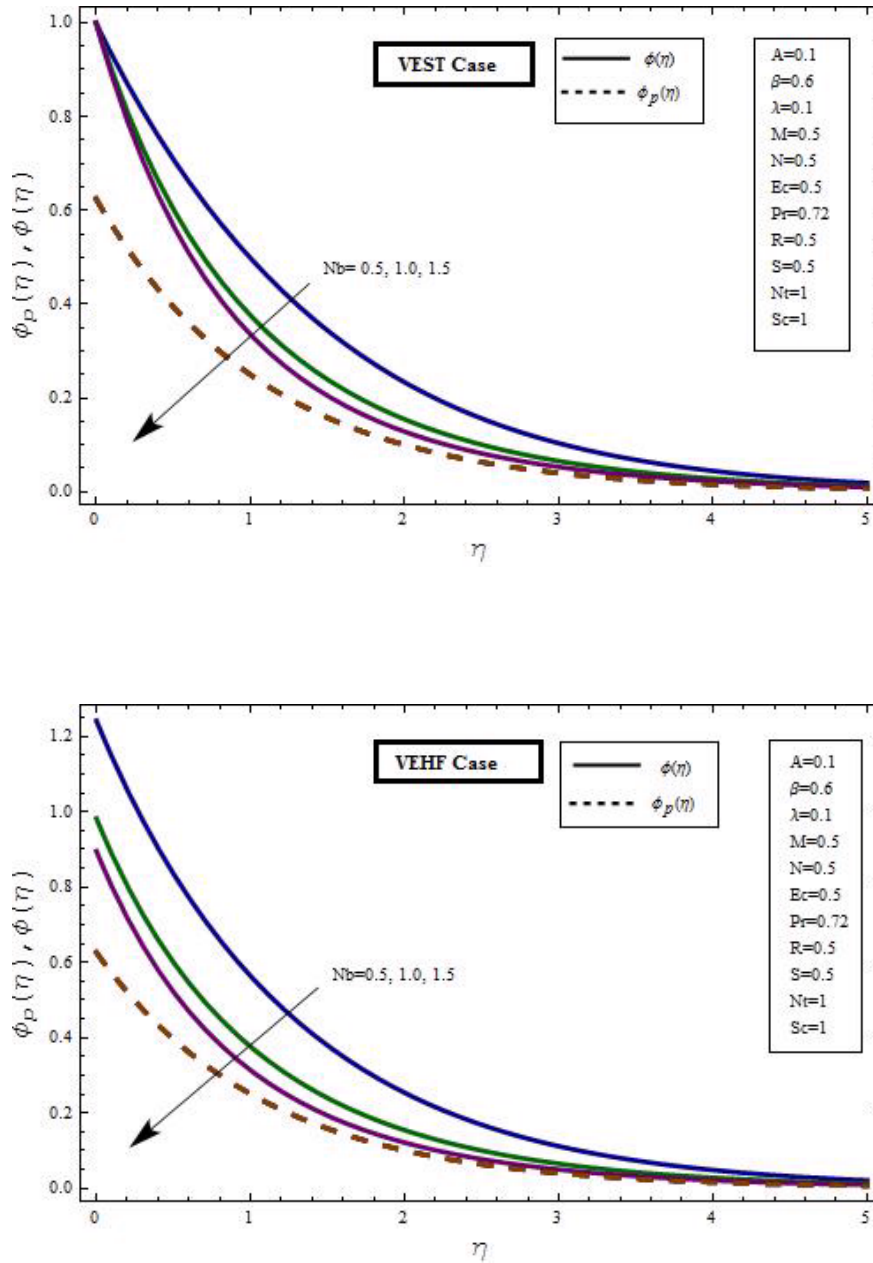 VEST Case
ϕ(η)
ϕp(η)
A=0.1
β=0.6
λ=0.1
M=0.5
N=0.5
Ec=0.5
Pr=0.72
R=0.5
S=0.5
Nt=1
Sc=1
Nb= 0.5, 1.0, 1.5
ϕp(η), ϕ(η)
1.0
0.8
0.6
0.4
0.2
0.0
0 1 2 3 4 5
η
VEHF Case
ϕ(η)
ϕp(η)
A=0.1
β=0.6
λ=0.1
M=0.5
N=0.5
Ec=0.5
Pr=0.72
R=0.5
S=0.5
Nt=1
Sc=1
Nb=0.5, 1.0, 1.5
ϕp(η), ϕ(η)
1.2
1.0
0.8
0.6
0.4
0.2
0.0
0 1 2 3 4 5
η